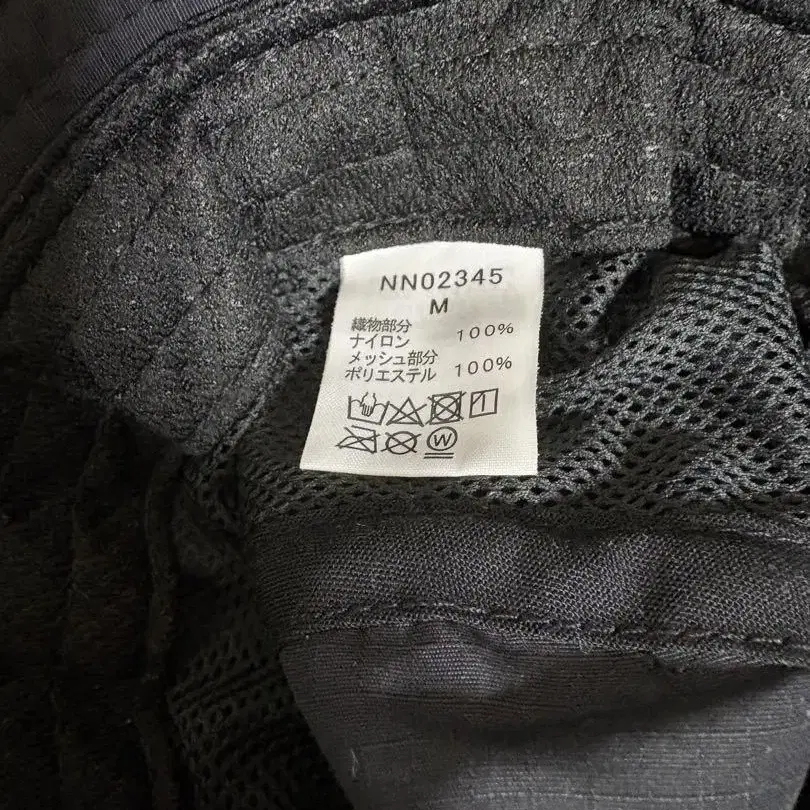 NN02345
M
織物部分
ナイロン 100%
メッシュ部分
ポリエステル 100%
W